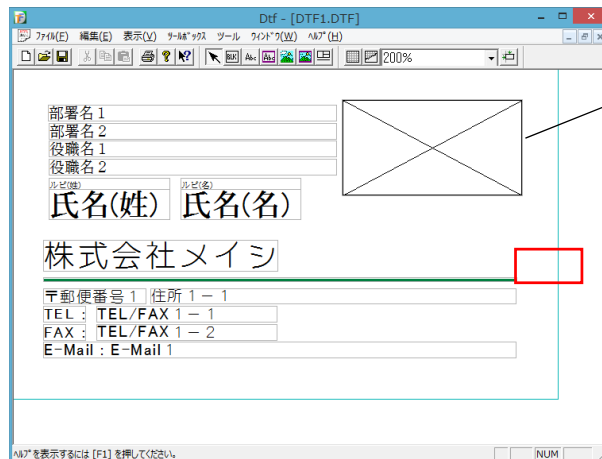 Dtf - [DTF1.DTF]
ﾌｧｲﾙ(F) 編集(E) 表示(V) ﾂｰﾙﾎﾞｯｸｽ ツール ｳｨﾝﾄﾞｳ(W) ﾍﾙﾌﾟ(H)
200%
部署名１
部署名２
役職名１
役職名２
ルビ(姓) ルビ(名)
氏名(姓) 氏名(名)
株式会社メイシ
〒郵便番号１ 住所１－１
TEL： TEL/FAX１－１
FAX： TEL/FAX１－２
E-Mail：E-Mail１
ﾍﾙﾌﾟを表示するには [F1] を押してください。 NUM